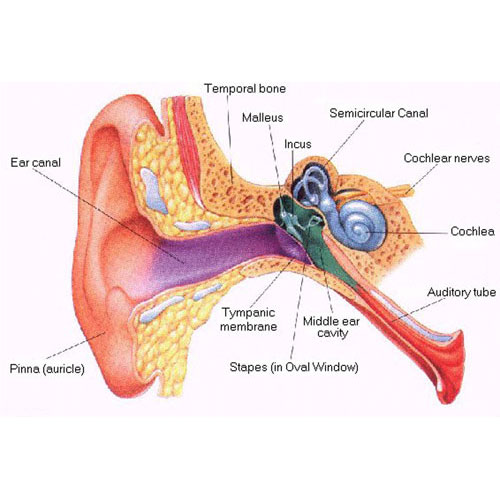 Temporal bone
Malleus
Semicircular Canal
Incus
Ear canal
Cochlear nerves
Cochlea
Auditory tube
Tympanic
membrane
Middle ear
cavity
Pinna (auricle)
Stapes (in Oval Window)